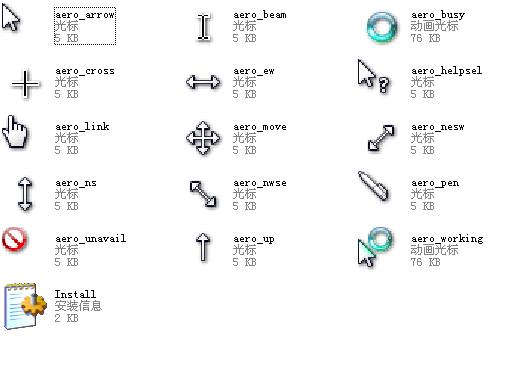 aero_arrow
光标
5 KB
aero_beam
光标
5 KB
aero_busy
动画光标
76 KB
aero_cross
光标
5 KB
aero_ew
光标
5 KB
aero_helpsel
光标
5 KB
aero_link
光标
5 KB
aero_move
光标
5 KB
aero_nesw
光标
5 KB
aero_ns
光标
5 KB
aero_nwse
光标
5 KB
aero_pen
光标
5 KB
aero_unavail
光标
5 KB
aero_up
光标
5 KB
aero_working
动画光标
76 KB
Install
安装信息
2 KB